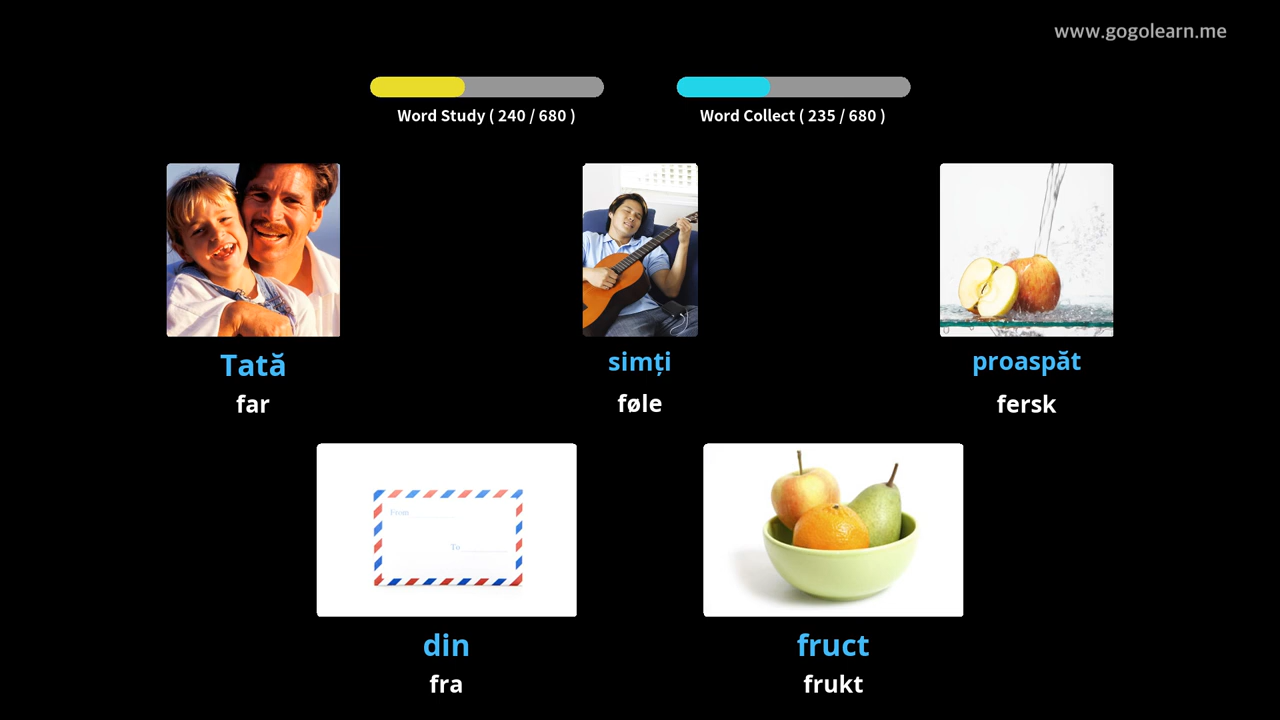 www.gogolearn.me
Word Study ( 240 / 680 )
Word Collect ( 235 / 680 )
Tată
far
simți
føle
proaspăt
fersk
From
To
din
fra
fruct
frukt